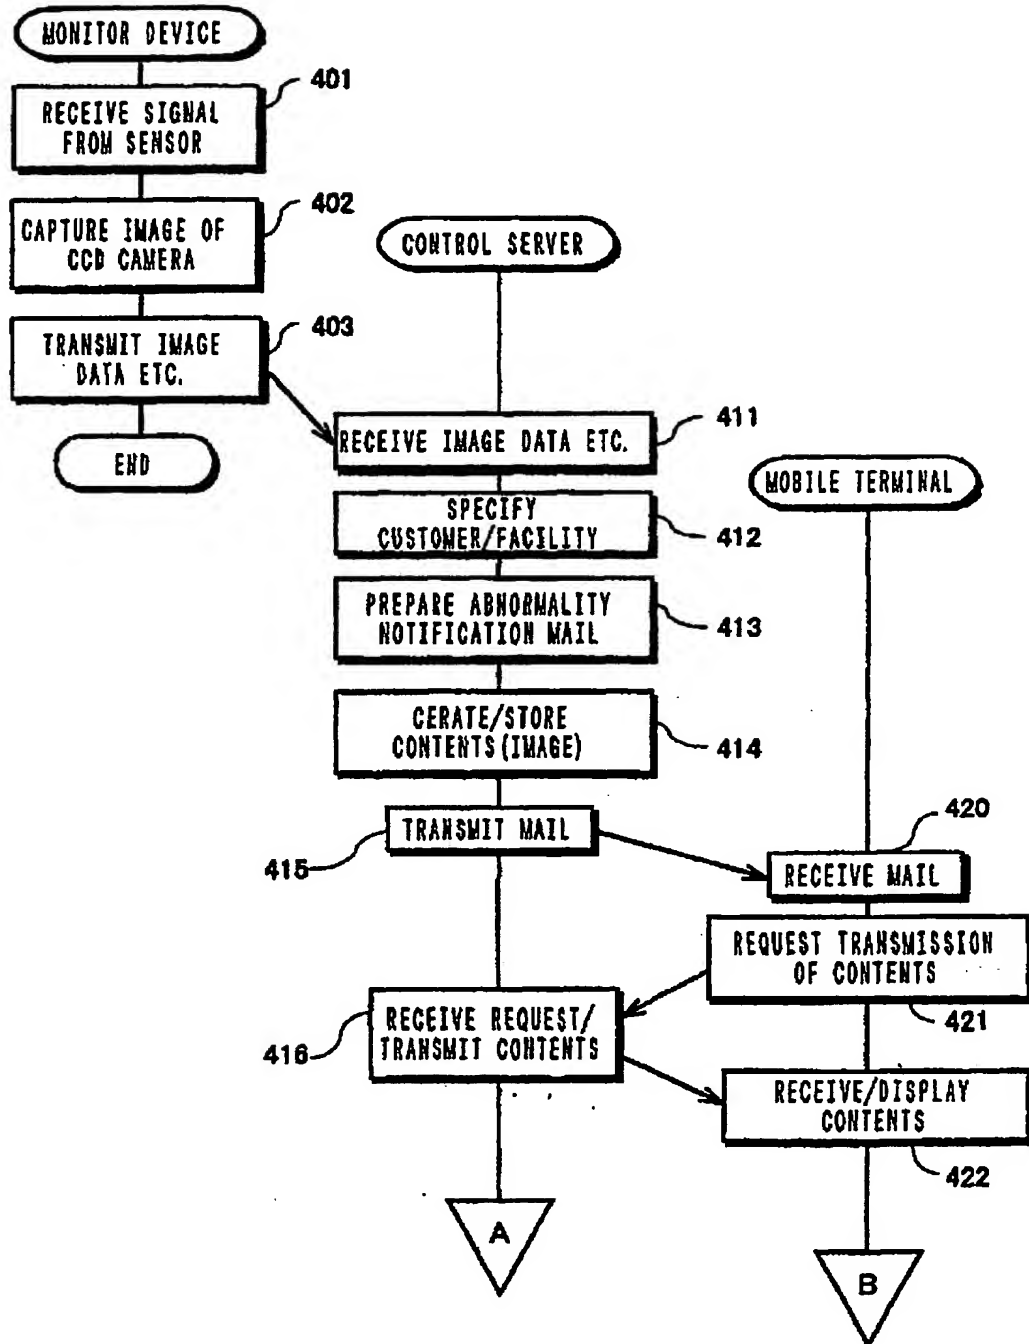 MONITOR DEVICE
401
RECEIVE SIGNAL
FROM SENSOR
402
CAPTURE IMAGE OF
CCD CAMERA
403
TRANSMIT IMAGE
DATA ETC.
END
CONTROL SERVER
411
RECEIVE IMAGE DATA ETC.
SPECIFY
CUSTOMER/FACILITY
412
PREPARE ABNORMALITY
NOTIFICATION MAIL
413
CERATE/STORE
CONTENTS(IMAGE)
414
TRANSMIT MAIL
415
MOBILE TERMINAL
420
RECEIVE MAIL
REQUEST TRANSMISSION
OF CONTENTS
421
RECEIVE REQUEST/
TRANSMIT CONTENTS
416
RECEIVE/DISPLAY
CONTENTS
422
A
B